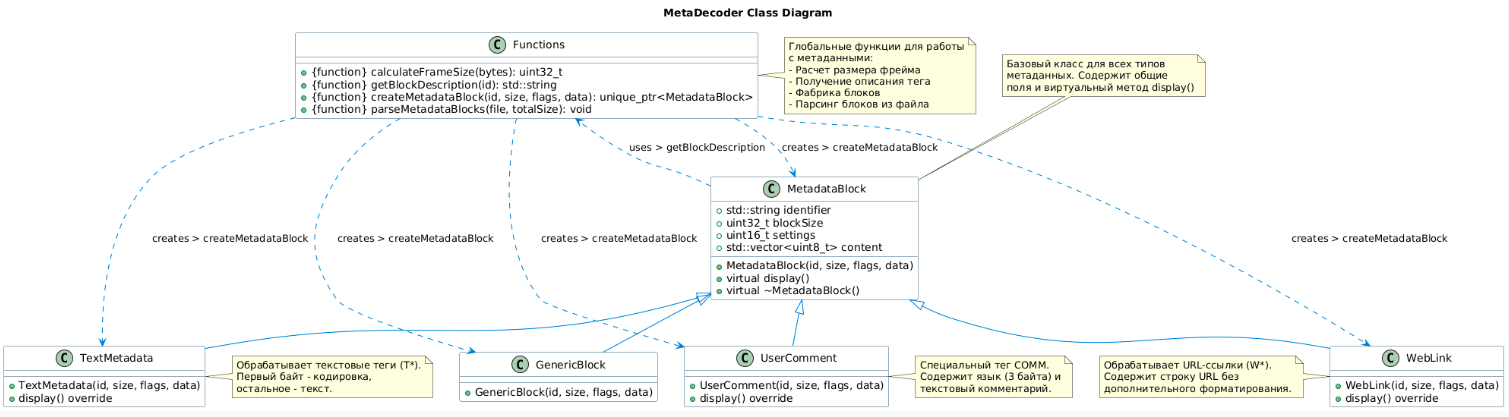 MetaDecoder Class Diagram
C Functions
{function} calculateFrameSize(bytes): uint32_t
{function} getBlockDescription(id): std::string
{function} createMetadataBlock(id, size, flags, data): unique_ptr<MetadataBlock>
{function} parseMetadataBlocks(file, totalSize): void
Глобальные функции для работы
с метаданными:
- Расчет размера фрейма
- Получение описания тега
- Фабрика блоков
- Парсинг блоков из файла
Базовый класс для всех типов
метаданных. Содержит общие
поля и виртуальный метод display()
uses > getBlockDescription
creates > createMetadataBlock
C MetadataBlock
std::string identifier
uint32_t blockSize
uint16_t settings
std::vector<uint8_t> content
MetadataBlock(id, size, flags, data)
virtual display()
virtual ~MetadataBlock()
creates > createMetadataBlock
creates > createMetadataBlock
creates > createMetadataBlock
creates > createMetadataBlock
C TextMetadata
TextMetadata(id, size, flags, data)
display() override
Обрабатывает текстовые теги (T*).
Первый байт - кодировка,
остальное - текст.
C GenericBlock
GenericBlock(id, size, flags, data)
C UserComment
UserComment(id, size, flags, data)
display() override
Специальный тег COMM.
Содержит язык (3 байта) и
текстовый комментарий.
Обрабатывает URL-ссылки (W*).
Содержит строку URL без
дополнительного форматирования.
C WebLink
WebLink(id, size, flags, data)
display() override